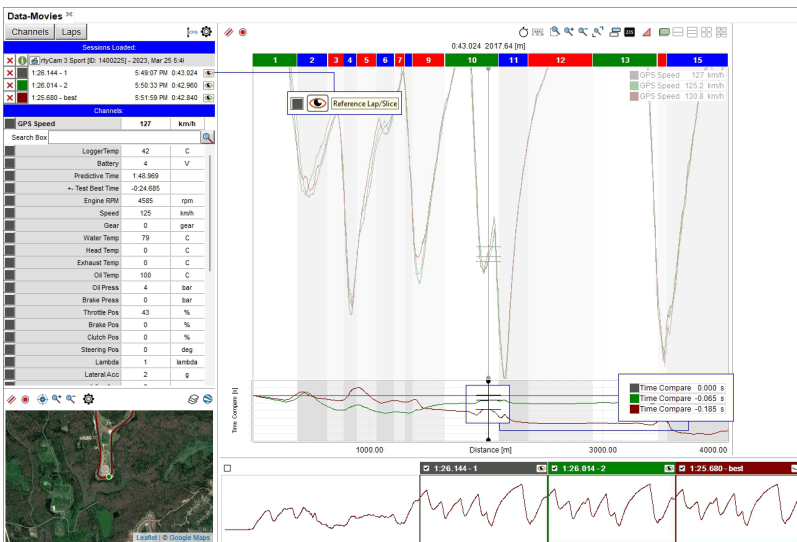 Data-Movies
Channels Laps
CFG
Sessions Loaded:
rtyCam 3 Sport [ID: 1400225] - 2023, Mar 25 5:4
1:26.144 - 1 5:49:07 PM 0:43.024
1:26.014 - 2 5:50:33 PM 0:42.960
1:25.680 - best 5:51:59 PM 0:42.840
Channels:
GPS Speed 127 km/h
Search Box
LoggerTemp 42 C
Battery 4 V
Predictive Time 1:48.969
+- Test Best Time -0:24.685
Engine RPM 4585 rpm
Speed 125 km/h
Gear 0 gear
Water Temp 79 C
Head Temp 0 C
Exhaust Temp 0 C
Oil Temp 100 C
Oil Press 4 bar
Brake Press 0 bar
Throttle Pos 43 %
Brake Pos 0 %
Clutch Pos 0 %
Steering Pos 0 deg
Lambda 1 lambda
Lateral Acc 2 g
Leaflet | © Google Maps
0:43.024 2017.64 [m]
1 2 3 4 5 6 7 9 10 11 12 13 15
GPS Speed 127 km/h
GPS Speed 125.2 km/h
GPS Speed 130.8 km/h
Reference Lap/Slice
Time Compare [s]
Time Compare 0.000 s
Time Compare -0.065 s
Time Compare -0.185 s
1000.00 Distance [m] 3000.00 4000.00
1:26.144 - 1 1:26.014 - 2 1:25.680 - best